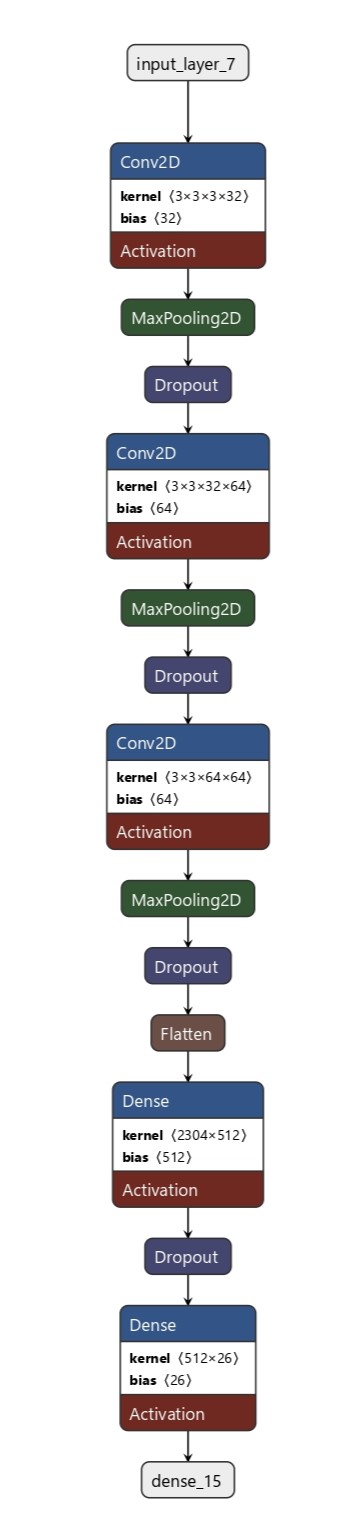 input_layer_7
Conv2D
kernel ⟨3×3×3×32⟩
bias ⟨32⟩
Activation
MaxPooling2D
Dropout
Conv2D
kernel ⟨3×3×32×64⟩
bias ⟨64⟩
Activation
MaxPooling2D
Dropout
Conv2D
kernel ⟨3×3×64×64⟩
bias ⟨64⟩
Activation
MaxPooling2D
Dropout
Flatten
Dense
kernel ⟨2304×512⟩
bias ⟨512⟩
Activation
Dropout
Dense
kernel ⟨512×26⟩
bias ⟨26⟩
Activation
dense_15